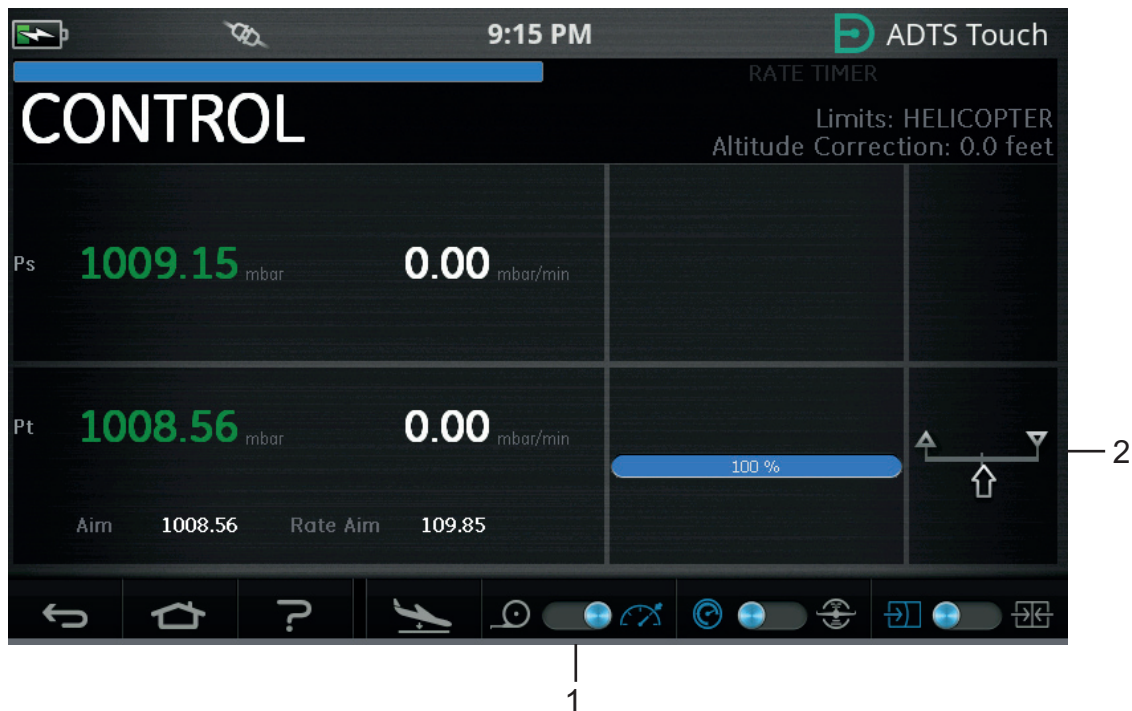 9:15 PM
ADTS Touch
RATE TIMER
CONTROL
Limits: HELICOPTER
Altitude Correction: 0.0 feet
Ps 1009.15 mbar 0.00 mbar/min
Pt 1008.56 mbar 0.00 mbar/min
100 %
2
Aim 1008.56 Rate Aim 109.85
1